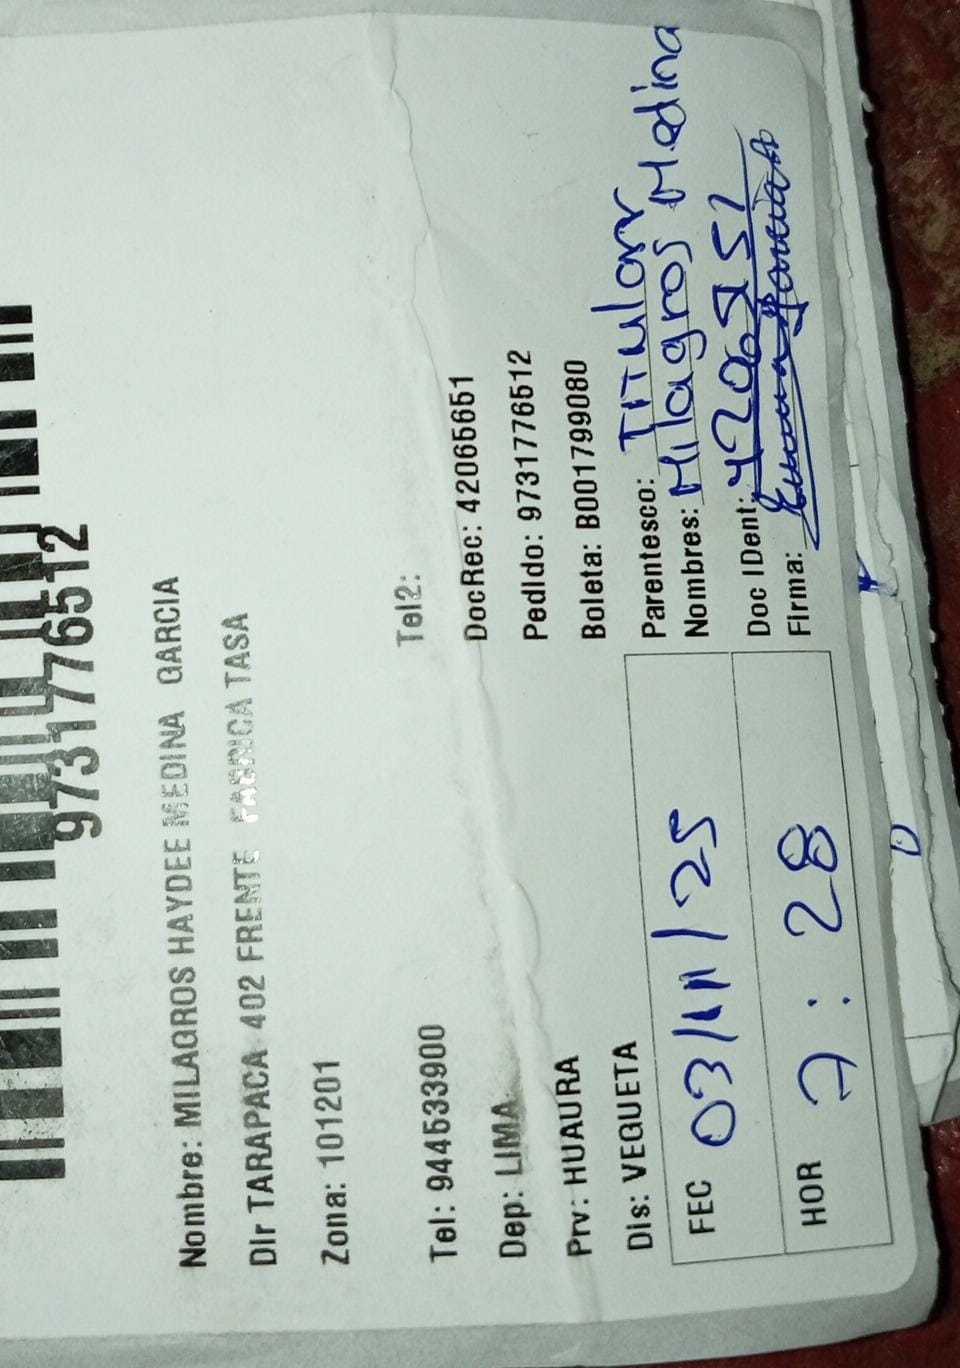 9731776512
Nombre: MILAGROS HAYDEE MEDINA GARCIA
DIr TARAPACA 402 FRENTE FABRICA TASA
Zona: 101201
Tel: 944533900 Tel2:
Dep: LIMA DocRec: 42065651
Prv: HUAURA PedIdo: 9731776512
Dis: VEGUETA Boleta: B001799080
FEC 03/11/25
HOR 7:28
Parentesco: TITULAR
Nombres: Milagros Medina
Doc IDent:
Firma: